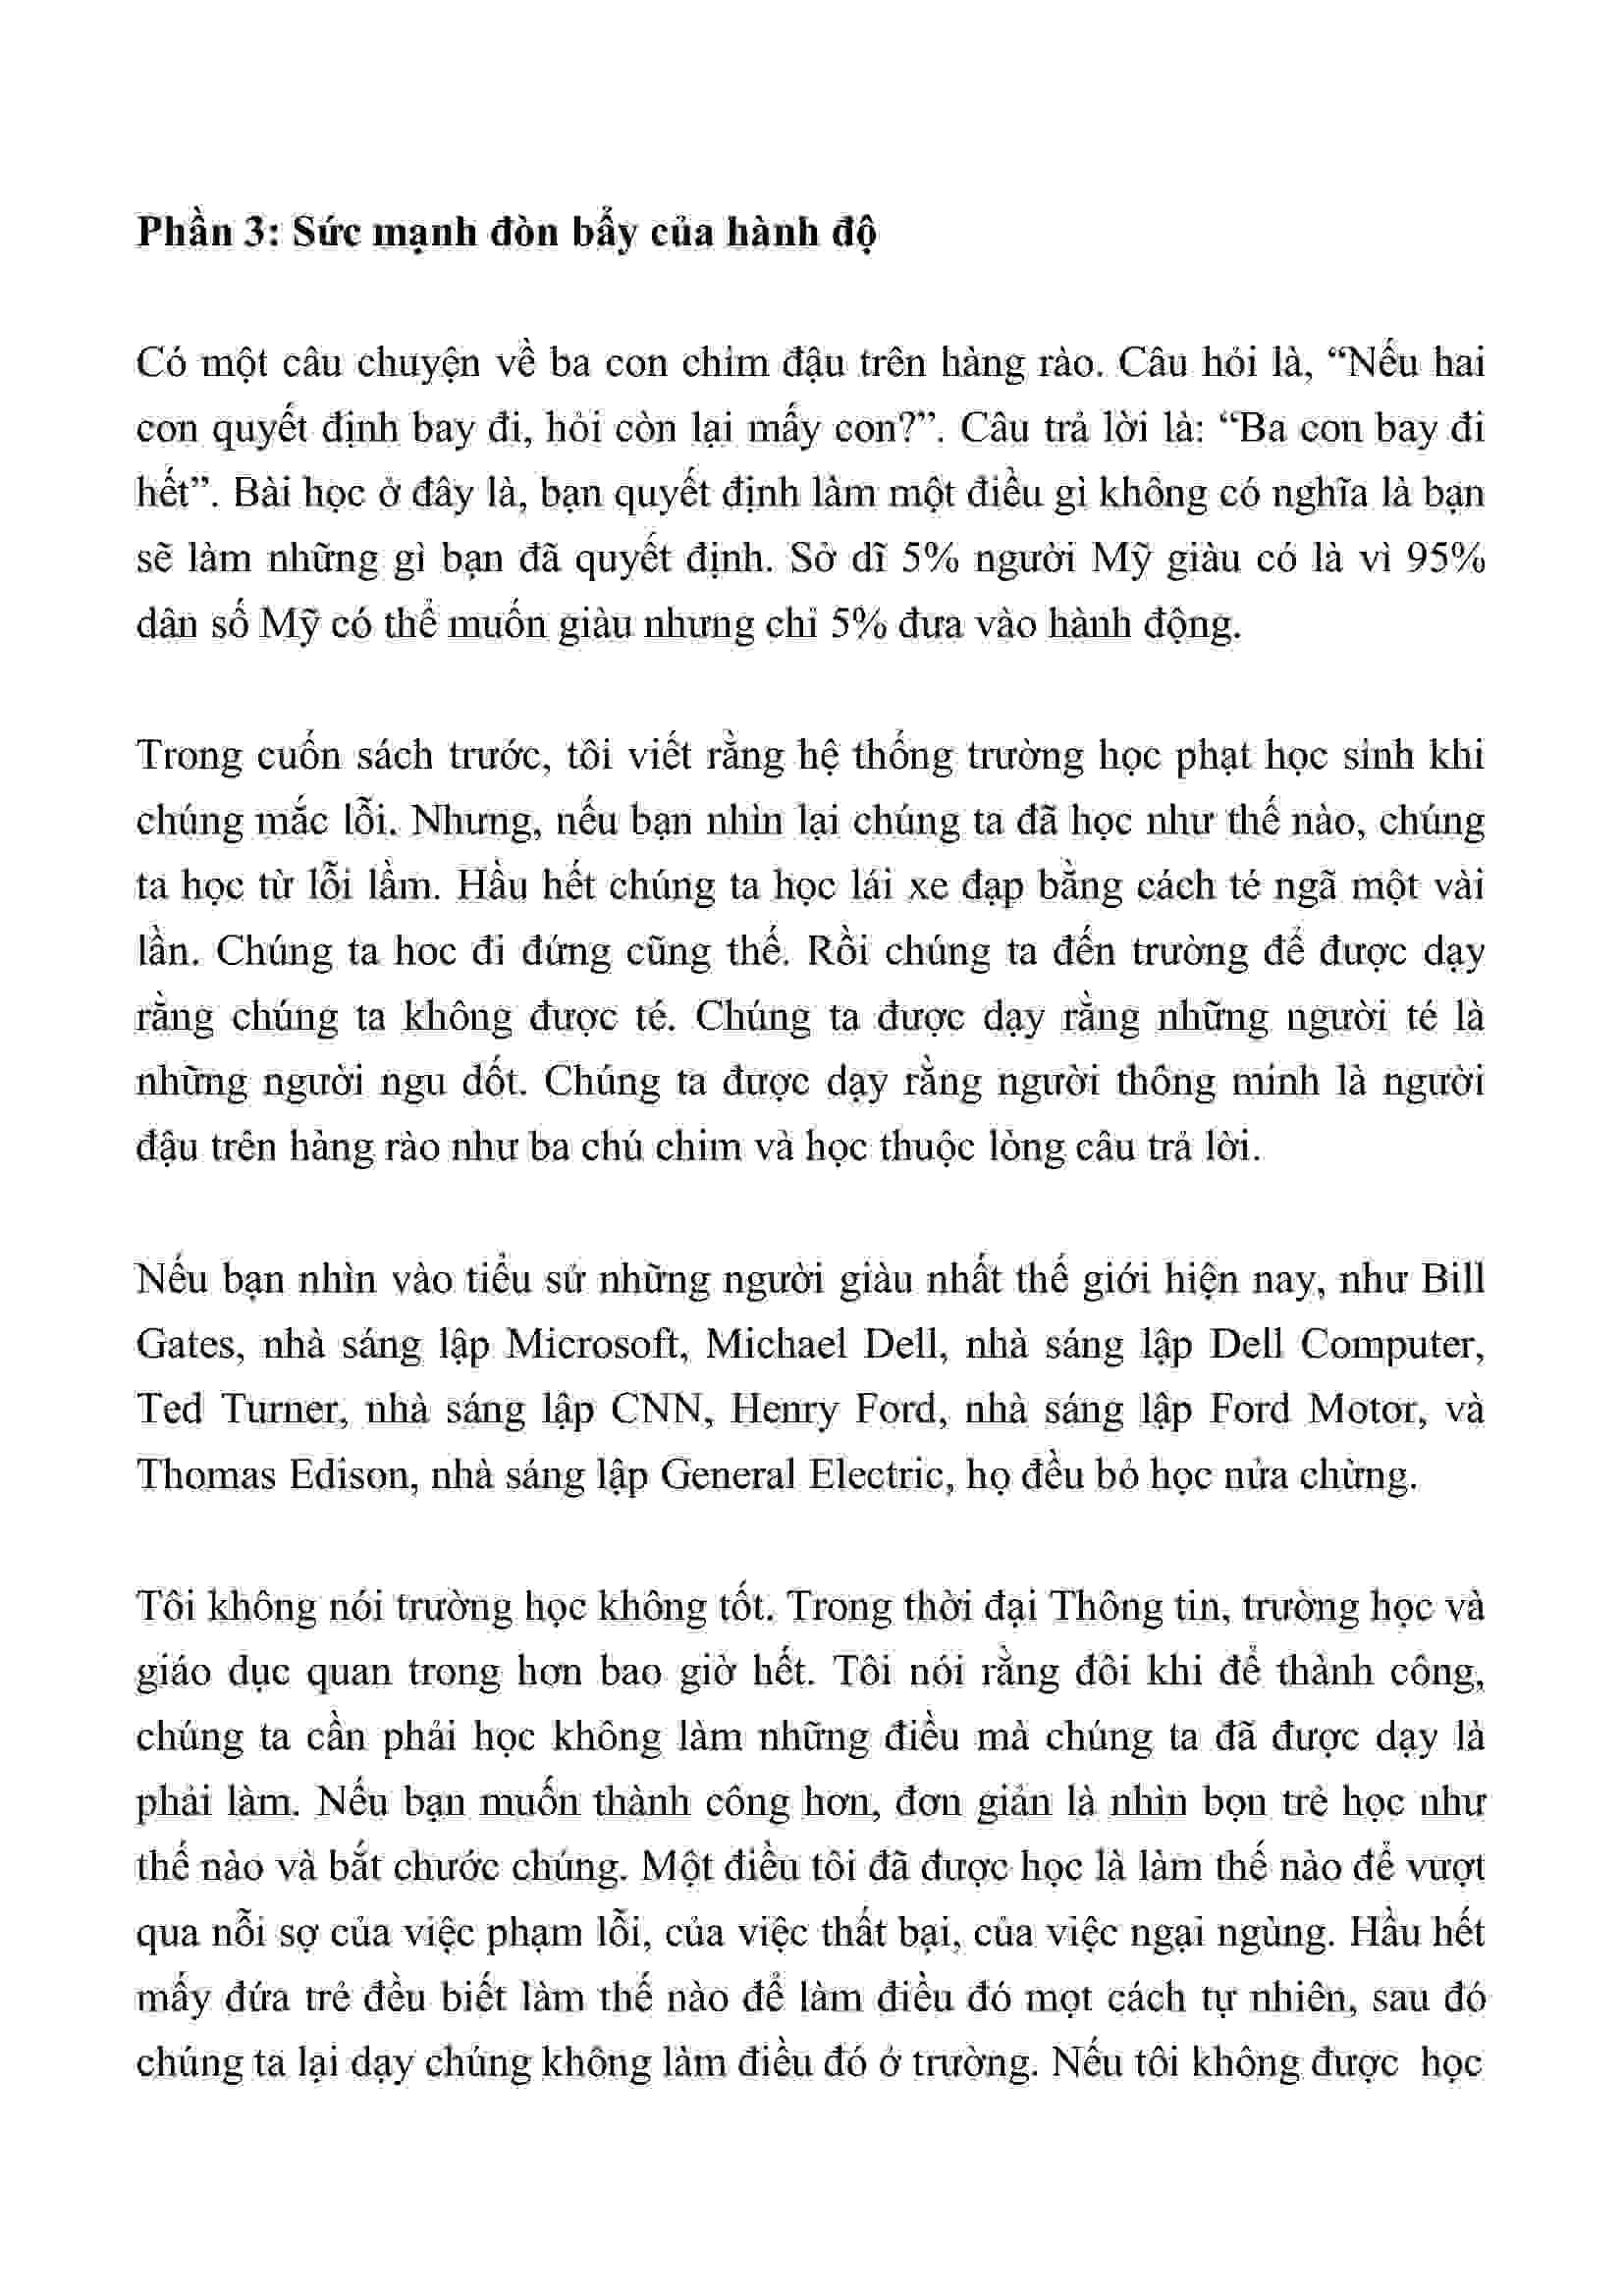 Phần 3: Sức mạnh đòn bẩy của hành độ
Có một câu chuyện về ba con chim đậu trên hàng rào. Câu hỏi là, “Nếu hai
con quyết định bay đi, hỏi còn lại mấy con?”. Câu trả lời là: “Ba con bay đi
hết”. Bài học ở đây là, bạn quyết định làm một điều gì không có nghĩa là bạn
sẽ làm những gì bạn đã quyết định. Sở dĩ 5% người Mỹ giàu có là vì 95%
dân số Mỹ có thể muốn giàu nhưng chỉ 5% đưa vào hành động.
Trong cuốn sách trước, tôi viết rằng hệ thống trường học phạt học sinh khi
chúng mắc lỗi. Nhưng, nếu bạn nhìn lại chúng ta đã học như thế nào, chúng
ta học từ lỗi lầm. Hầu hết chúng ta học lái xe đạp bằng cách té ngã một vài
lần. Chúng ta hoc đi đứng cũng thế. Rồi chúng ta đến trường để được dạy
rằng chúng ta không được té. Chúng ta được dạy rằng những người té là
những người ngu dốt. Chúng ta được dạy rằng người thông minh là người
đậu trên hàng rào như ba chú chim và học thuộc lòng câu trả lời.
Nếu bạn nhìn vào tiểu sử những người giàu nhất thế giới hiện nay, như Bill
Gates, nhà sáng lập Microsoft, Michael Dell, nhà sáng lập Dell Computer,
Ted Turner, nhà sáng lập CNN, Henry Ford, nhà sáng lập Ford Motor, và
Thomas Edison, nhà sáng lập General Electric, họ đều bỏ học nửa chừng.
Tôi không nói trường học không tốt. Trong thời đại Thông tin, trường học và
giáo dục quan trong hơn bao giờ hết. Tôi nói rằng đôi khi để thành công,
chúng ta cần phải học không làm những điều mà chúng ta đã được dạy là
phải làm. Nếu bạn muốn thành công hơn, đơn giản là nhìn bọn trẻ học như
thế nào và bắt chước chúng. Một điều tôi đã được học là làm thế nào để vượt
qua nỗi sợ của việc phạm lỗi, của việc thất bại, của việc ngại ngùng. Hầu hết
mấy đứa trẻ đều biết làm thế nào để làm điều đó mọt cách tự nhiên, sau đó
chúng ta lại dạy chúng không làm điều đó ở trường. Nếu tôi không được học